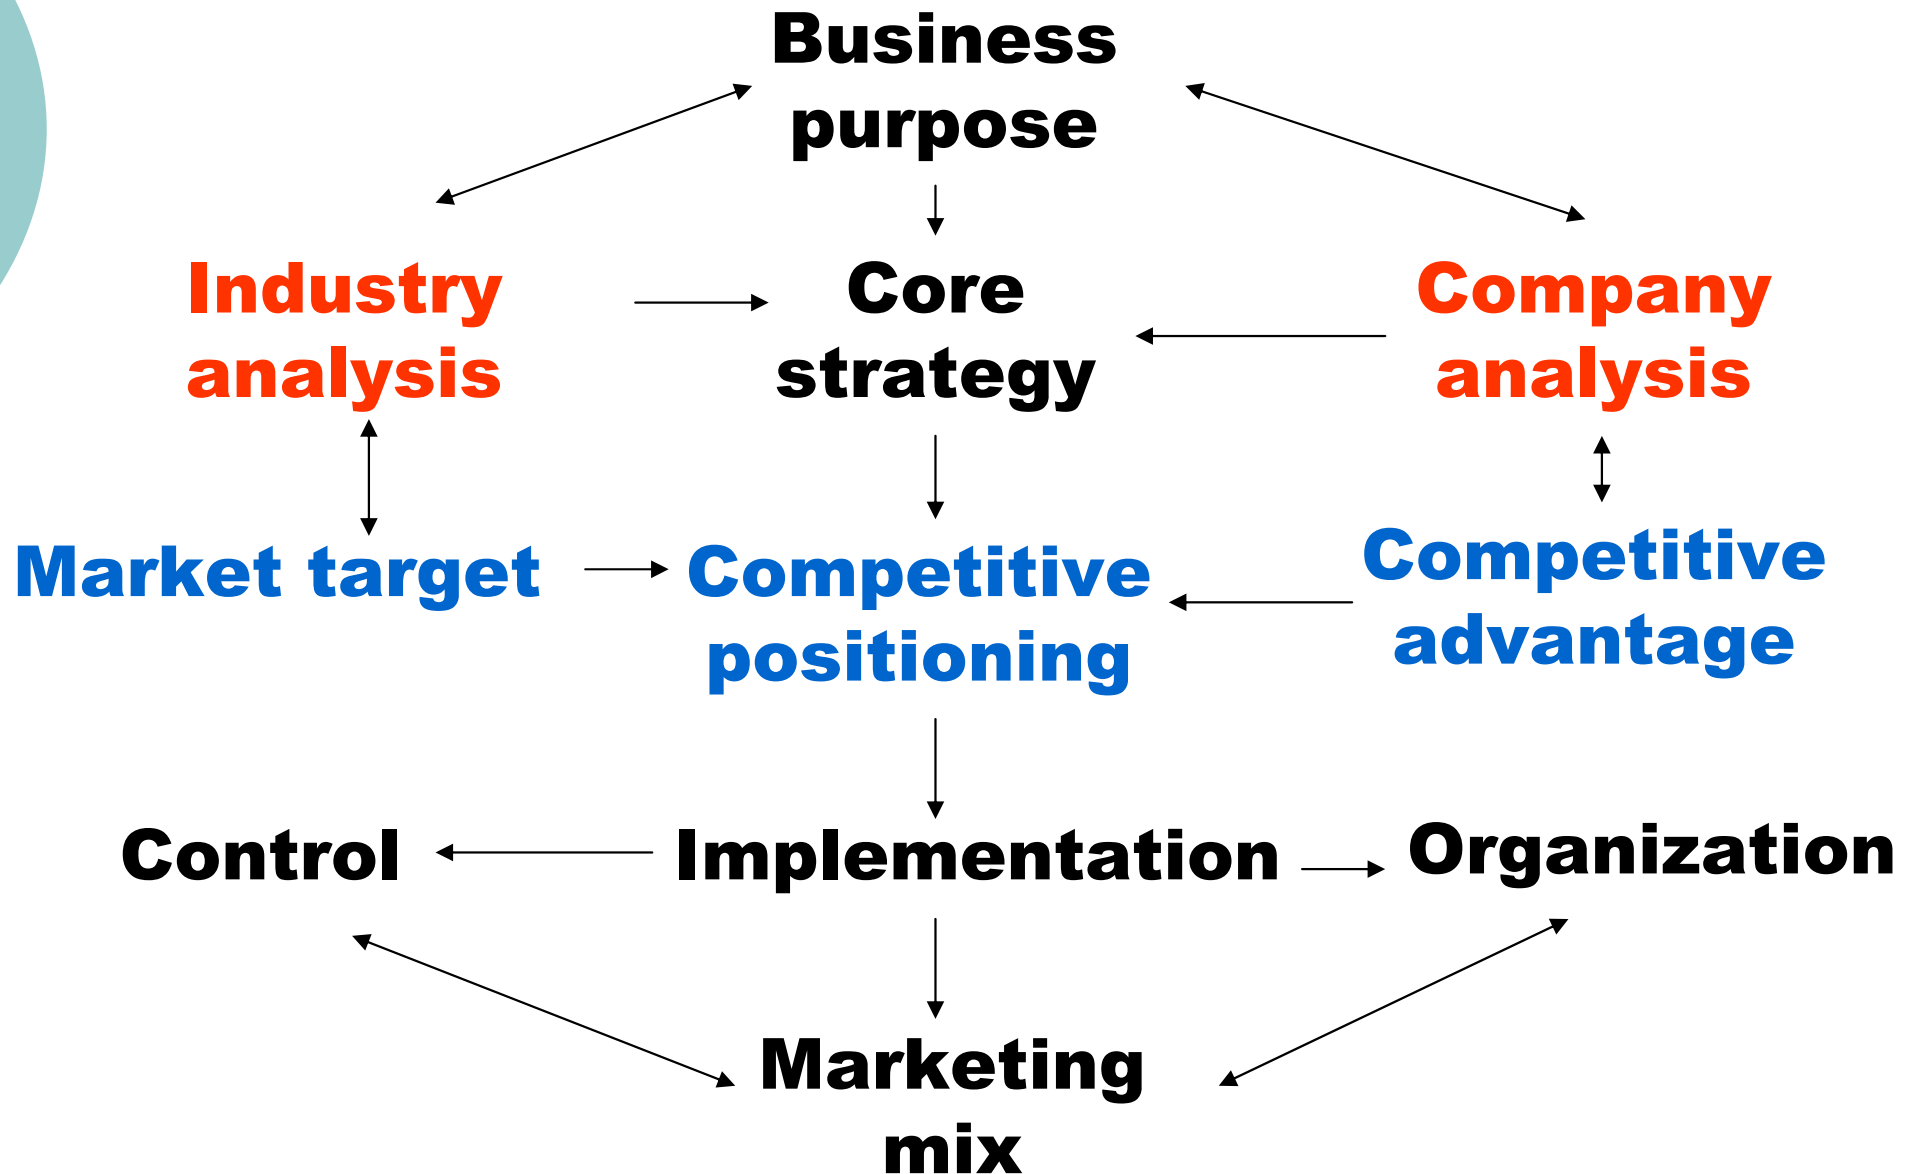 Business
purpose
Industry
analysis
Core
strategy
Company
analysis
Market target
Competitive
positioning
Competitive
advantage
Control
Implementation
Organization
Marketing
mix